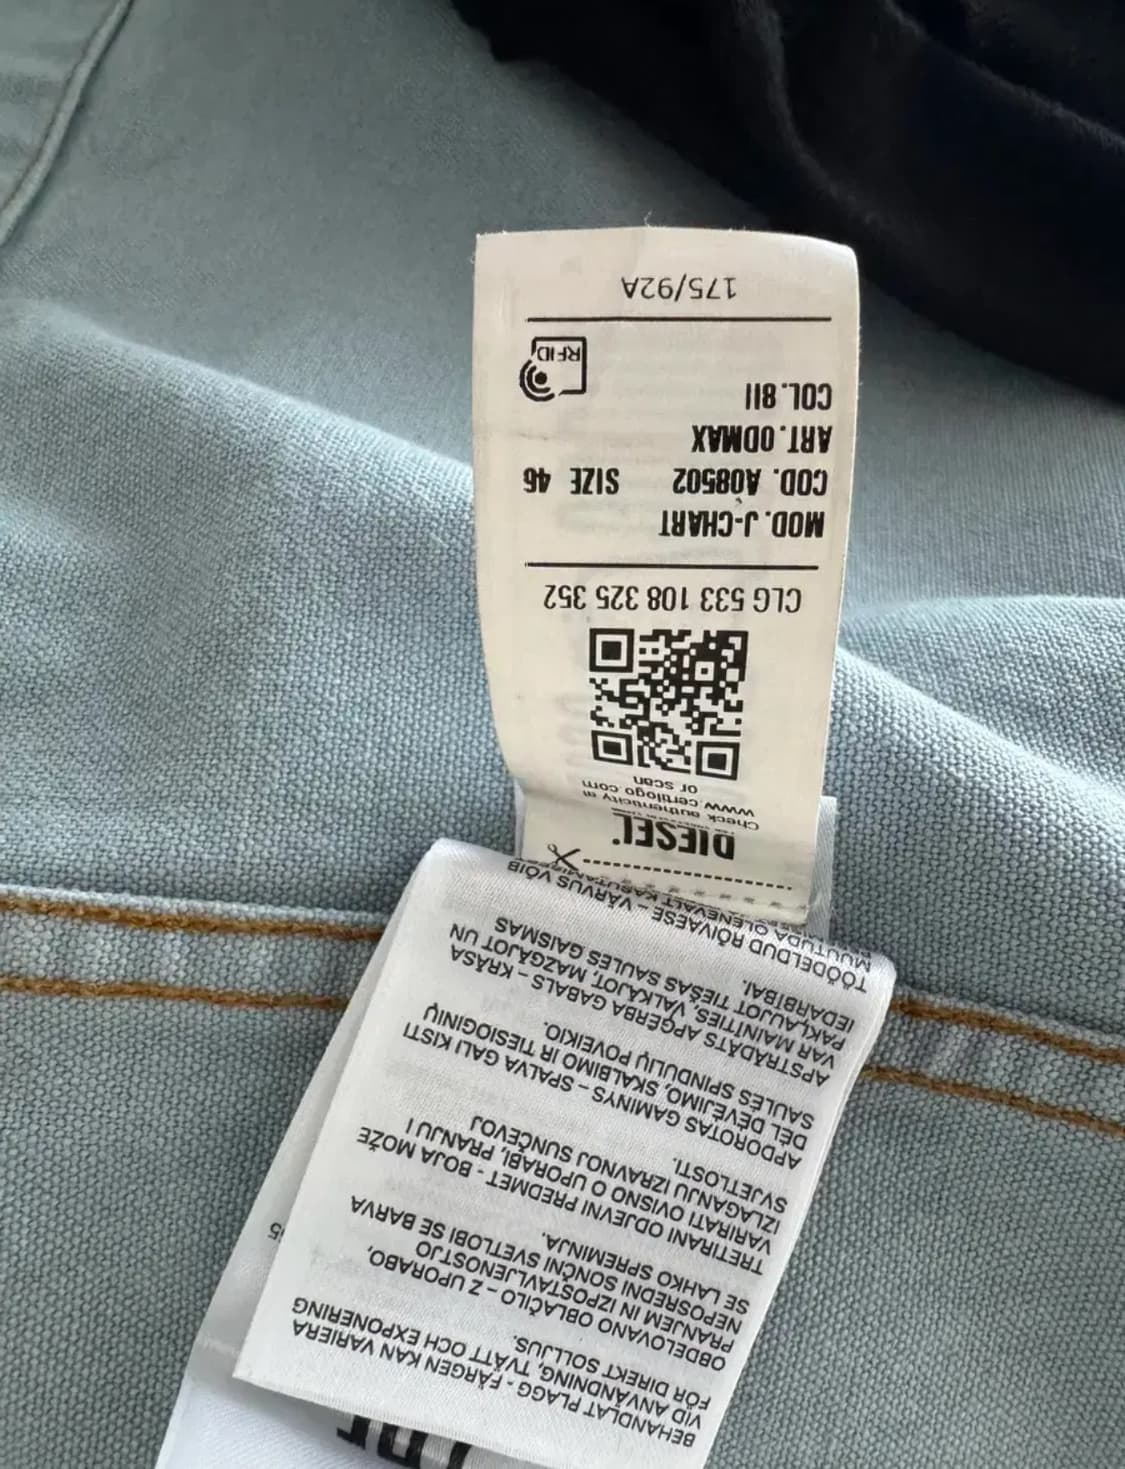 DIESEL
Check authenticity at
www.certilogo.com
or scan
CLG 533 108 325 352
MOD. J-CHART
COD. A08502 SIZE 46
ART. ODMAX
COL. 8II
RFID
175/92A
BEHANDLAT PLAGG - FÄRGEN KAN VARIERA
VID ANVÄNDNING, TVÄTT OCH EXPONERING
FÖR DIREKT SOLLJUS.
OBDELOVANO OBLAČILO – Z UPORABO,
PRANJEM IN IZPOSTAVLJENOSTJO
NEPOSREDNI SONČNI SVETLOBI SE BARVA
SE LAHKO SPREMINJA.
TRETIRANI ODJEVNI PREDMET - BOJA MOŽE
VARIRATI OVISNO O UPORABI, PRANJU I
IZLAGANJU IZRAVNOJ SUNČEVOJ
SVJETLOSTI.
APDOROTAS GAMINYS – SPALVA GALI KISTI
DĖL DĖVĖJIMO, SKALBIMO IR TIESIOGINIŲ
SAULĖS SPINDULIŲ POVEIKIO.
APSTRĀDĀTS APĢĒRBA GABALS – KRĀSA
VAR MAINĪTIES, VALKĀJOT, MAZGĀJOT UN
PAKĻAUJOT TIEŠAS SAULES GAISMAS
IEDARBĪBAI.
TÖÖDELDUD RÕIVAESE – VÄRVUS VÕIB
MUUTUDA OLENEVALT